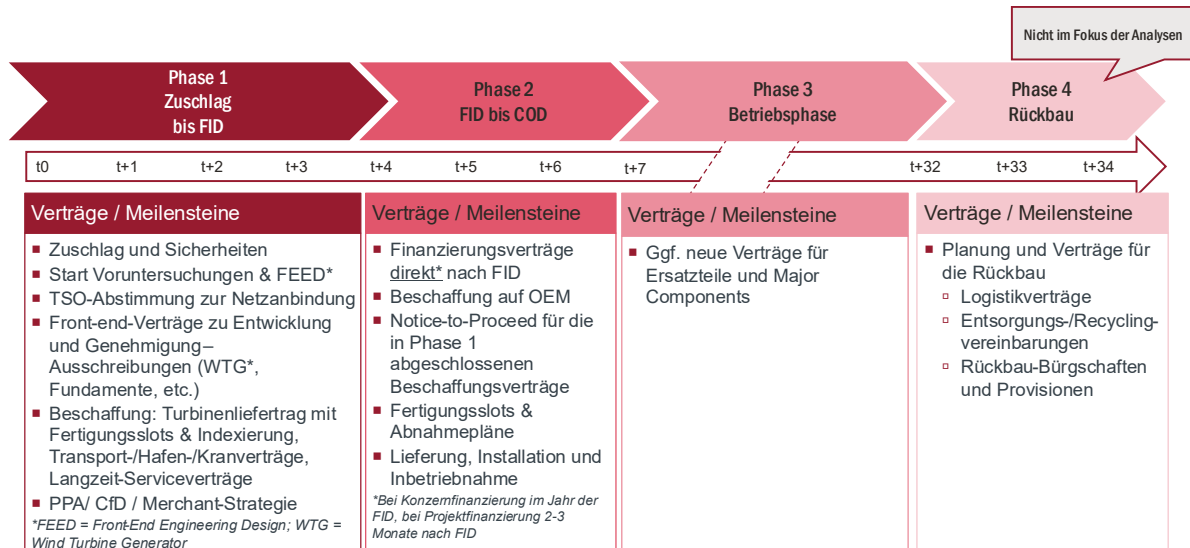 Nicht im Fokus der Analysen
Phase 1
Zuschlag
bis FID
Phase 2
FID bis COD
Phase 3
Betriebsphase
Phase 4
Rückbau
t0 t+1 t+2 t+3 t+4 t+5 t+6 t+7 t+32 t+33 t+34
Verträge / Meilensteine
■ Zuschlag und Sicherheiten
■ Start Voruntersuchungen & FEED*
■ TSO-Abstimmung zur Netzanbindung
■ Front-end-Verträge zu Entwicklung
und Genehmigung–
Ausschreibungen (WTG*,
Fundamente, etc.)
■ Beschaffung: Turbinenliefertrag mit
Fertigungsslots & Indexierung,
Transport-/Hafen-/Kranverträge,
Langzeit-Serviceverträge
■ PPA/ CfD / Merchant-Strategie
*FEED = Front-End Engineering Design; WTG =
Wind Turbine Generator
Verträge / Meilensteine
■ Finanzierungsverträge
direkt* nach FID
■ Beschaffung auf OEM
■ Notice-to-Proceed für die
in Phase 1
abgeschlossenen
Beschaffungsverträge
■ Fertigungsslots &
Abnahmepläne
■ Lieferung, Installation und
Inbetriebnahme
*Bei Konzernfinanzierung im Jahr der
FID, bei Projektfinanzierung 2-3
Monate nach FID
Verträge / Meilensteine
■ Ggf. neue Verträge für
Ersatzteile und Major
Components
Verträge / Meilensteine
■ Planung und Verträge für
die Rückbau
▫ Logistikverträge
▫ Entsorgungs-/Recycling-
vereinbarungen
▫ Rückbau-Bürgschaften
und Provisionen